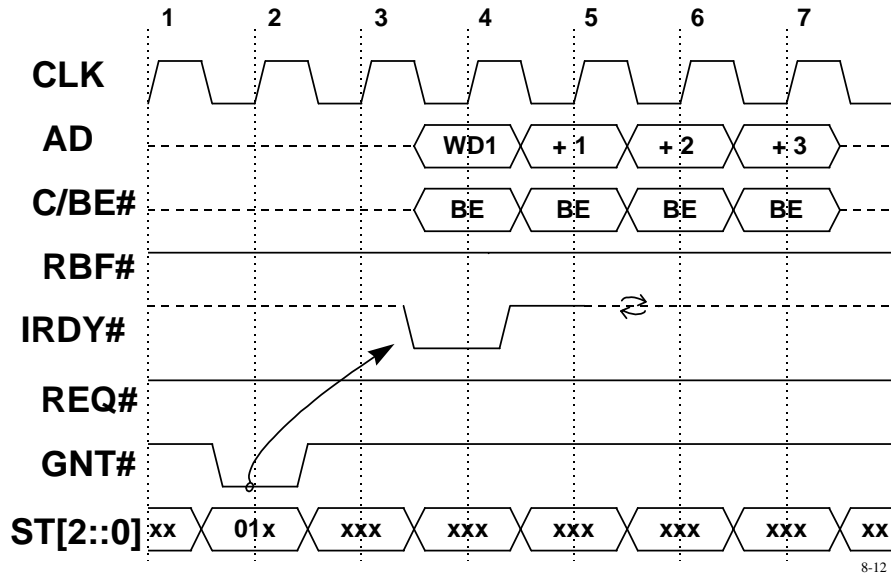 1 2 3 4 5 6 7
CLK
AD WD1 + 1 + 2 + 3
C/BE# BE BE BE BE
RBF#
IRDY#
REQ#
GNT#
ST[2::0] xx 01x xxx xxx xxx xxx xxx xx
8-12